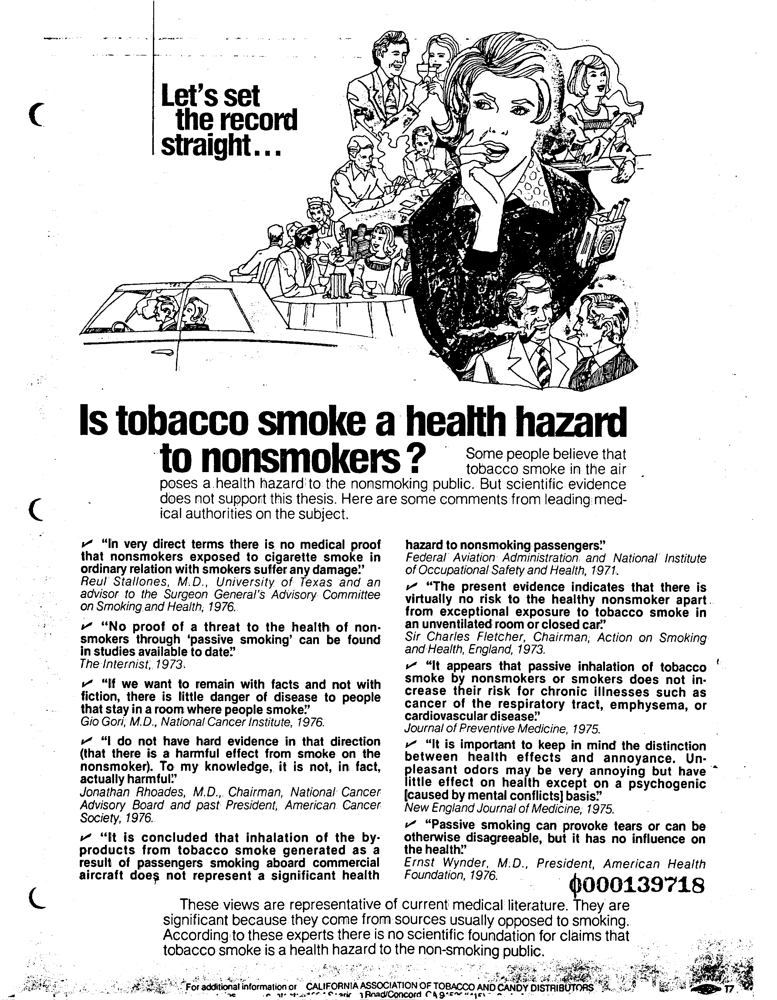 Let's set
the record
straight...
Is tobacco smoke a health hazard
to nonsmokers?
Some people believe that
tobacco smoke in the air
poses a health hazard to the nonsmoking public. But scientific evidence
does not support this thesis. Here are some comments from leading med-
ical authorities on the subject.
✓ "In very direct terms there is no medical proof
that nonsmokers exposed to cigarette smoke in
ordinary relation with smokers suffer any damage."
Reul Stallones, M.D., University of Texas and an
advisor to the Surgeon General's Advisory Committee
on Smoking and Health, 1976.
✓ "No proof of a threat to the health of non-
smokers through 'passive smoking' can be found
in studies available to date."
The Internist, 1973.
✓ "If we want to remain with facts and not with
fiction, there is little danger of disease to people
that stay in a room where people smoke."
Gio Gori, M.D., National Cancer Institute, 1976.
✓ "I do not have hard evidence in that direction
(that there is a harmful effect from smoke on the
nonsmoker). To my knowledge, it is not, in fact,
actually harmful."
Jonathan Rhoades, M.D., Chairman, National Cancer
Advisory Board and past President, American Cancer
Society, 1976.
✓ "It is concluded that inhalation of the by-
products from tobacco smoke generated as a
result of passengers smoking aboard commercial
aircraft does not represent a significant health
hazard to nonsmoking passengers."
Federal Aviation Administration and National Institute
of Occupational Safety and Health, 1971.
✓ "The present evidence indicates that there is
virtually no risk to the healthy nonsmoker apart
from exceptional exposure to tobacco smoke in
an unventilated room or closed car."
Sir Charles Fletcher, Chairman, Action on Smoking
and Health, England, 1973.
✓ "It appears that passive inhalation of tobacco
smoke by nonsmokers or smokers does not in-
crease their risk for chronic illnesses such as
cancer of the respiratory tract, emphysema, or
cardiovascular disease."
Journal of Preventive Medicine, 1975.
✓ "It is important to keep in mind the distinction
between health effects and annoyance. Un-
pleasant odors may be very annoying but have
little effect on health except on a psychogenic
[caused by mental conflicts] basis."
New England Journal of Medicine, 1975.
✓ "Passive smoking can provoke tears or can be
otherwise disagreeable, but it has no influence on
the health."
Ernst Wynder, M.D., President, American Health
Foundation, 1976.
000139718
These views are representative of current medical literature. They are
significant because they come from sources usually opposed to smoking.
According to these experts there is no scientific foundation for claims that
tobacco smoke is a health hazard to the non-smoking public.
For additional information CALIFORNIA ASSOCIATION OF TOBACCO AND CANDY DISTRIBUTORS
Road/Concord
17